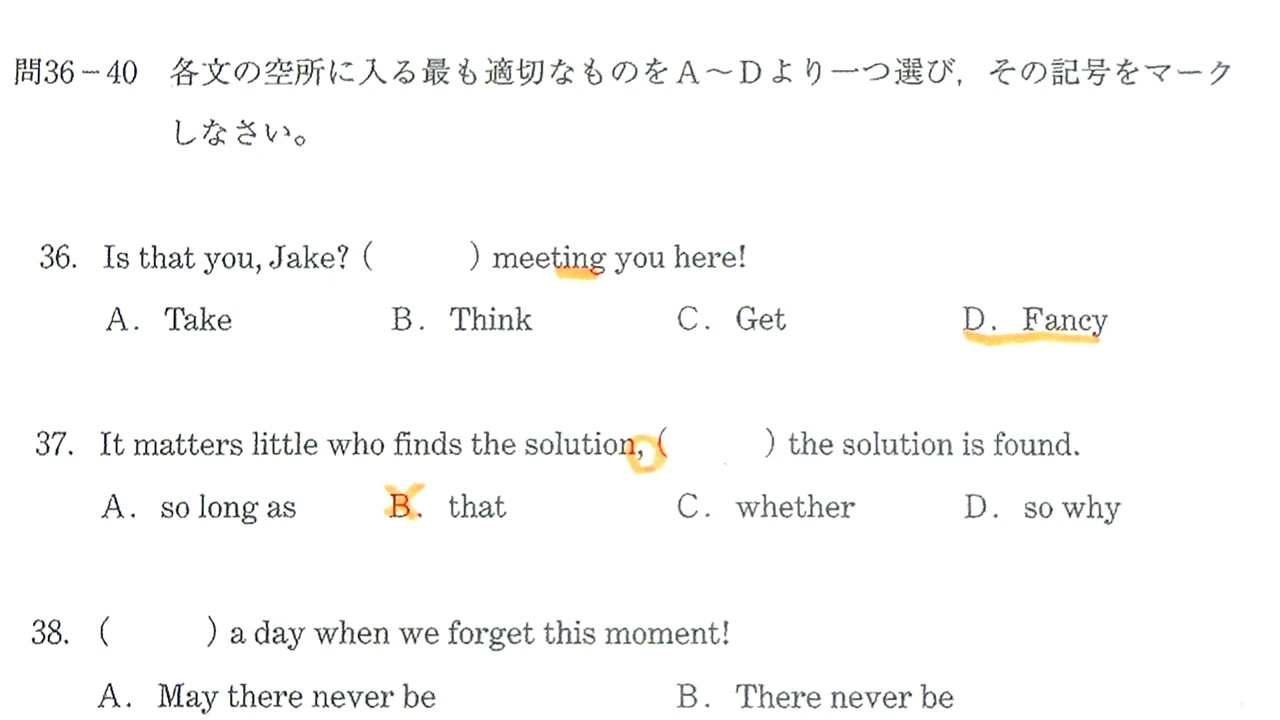 問36－40　各文の空所に入る最も適切なものをＡ～Ｄより一つ選び，その記号をマーク
しなさい。
36. Is that you, Jake? (　　　) meeting you here!
A. Take　B. Think　C. Get　D. Fancy
37. It matters little who finds the solution, (　　　) the solution is found.
A. so long as　B. that　C. whether　D. so why
38. (　　　) a day when we forget this moment!
A. May there never be　B. There never be